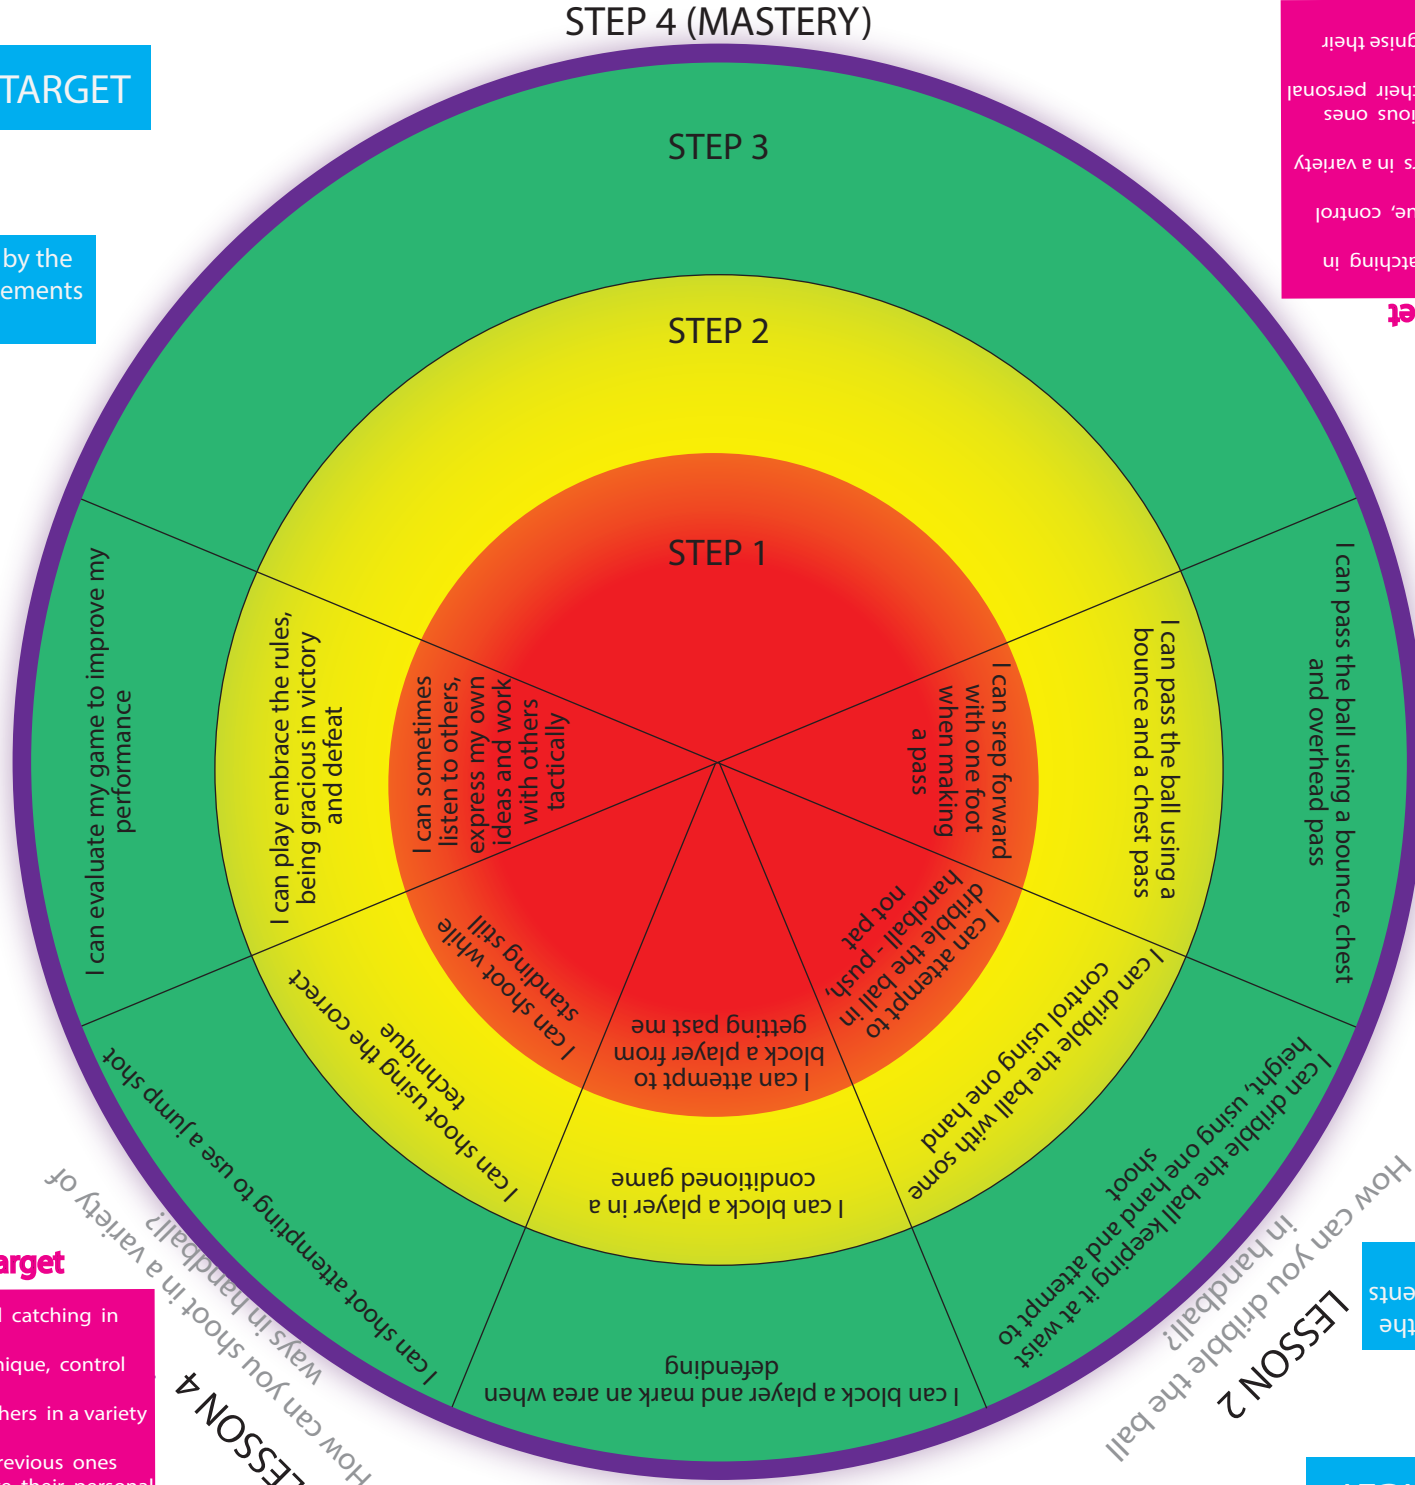 STEP 4 (MASTERY)
TARGET
by the
ements
STEP 3
STEP 2
STEP 1
gnise their
their personal
ious ones
rs in a variety
ue, control
atching in
et
I can pass the ball using a bounce, chest
and overhead pass
I can pass the ball using a
bounce and a chest pass
I can srep forward
with one foot
when making
a pass
I can attempt to
dribble the ball in
handball - push,
not pat
I can dribble the ball with some
control using one hand
I can dribble the ball keeping it at waist
height, using one hand and attempt to
shoot
How can you dribble the ball
in handball?
LESSON 2
ents
the
I can attempt to
block a player from
getting past me
I can block a player in a
conditioned game
I can block a player and mark an area when
defending
I can shoot while
standing still
I can shoot using the correct
technique
I can shoot attempting to use a jump shot
How can you shoot in a variety of
ways in handball?
LESSON 4
I can sometimes
listen to others,
express my own
ideas and work
with others
tactically
I can play embrace the rules,
being gracious in victory
and defeat
I can evaluate my game to improve my
performance
arget
catching in
nique, control
hers in a variety
revious ones
their personal